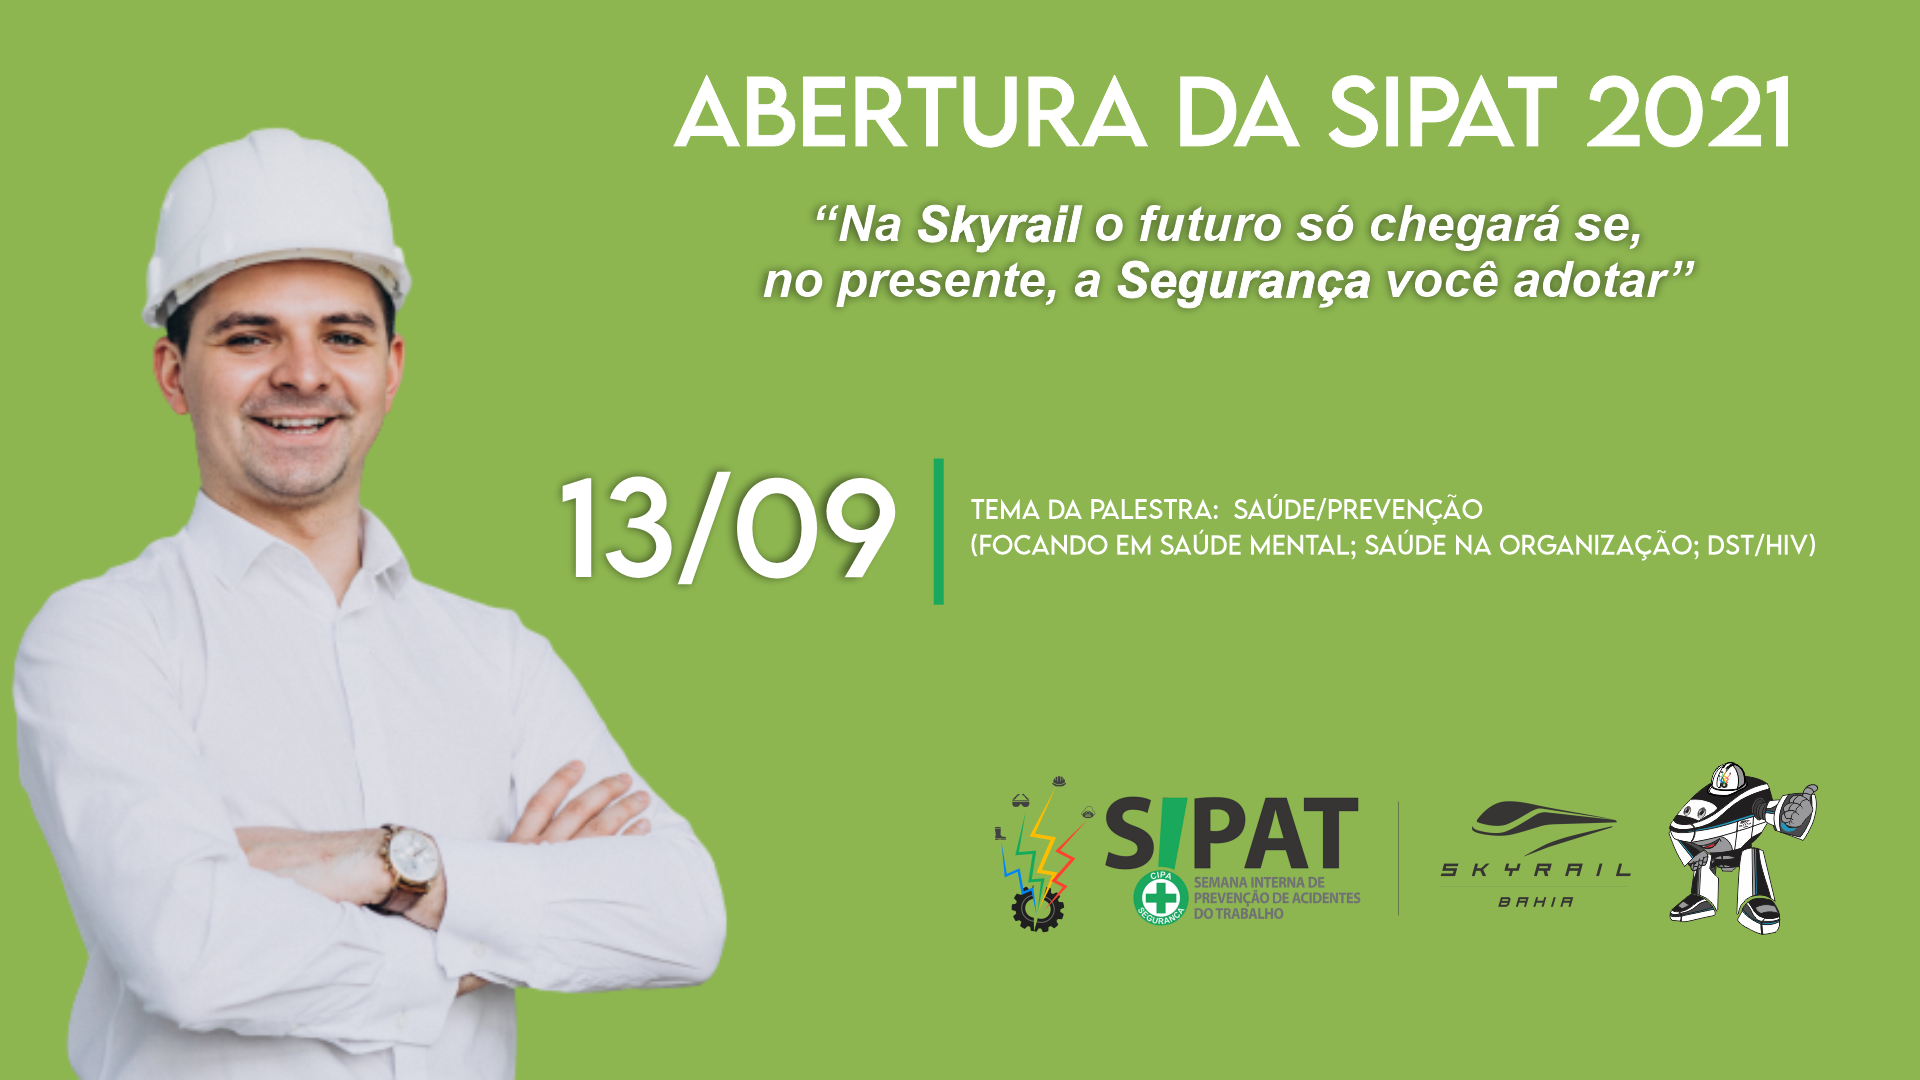 ABERTURA DA SIPAT 2021
“Na Skyrail o futuro só chegará se,
no presente, a Segurança você adotar”
13/09
TEMA DA PALESTRA: SAÚDE/PREVENÇÃO
(FOCANDO EM SAÚDE MENTAL; SAÚDE NA ORGANIZAÇÃO; DST/HIV)
SIPAT
CIPA
SEGURANÇA
SEMANA INTERNA DE
PREVENÇÃO DE ACIDENTES
DO TRABALHO
SKYRAIL
BAHIA